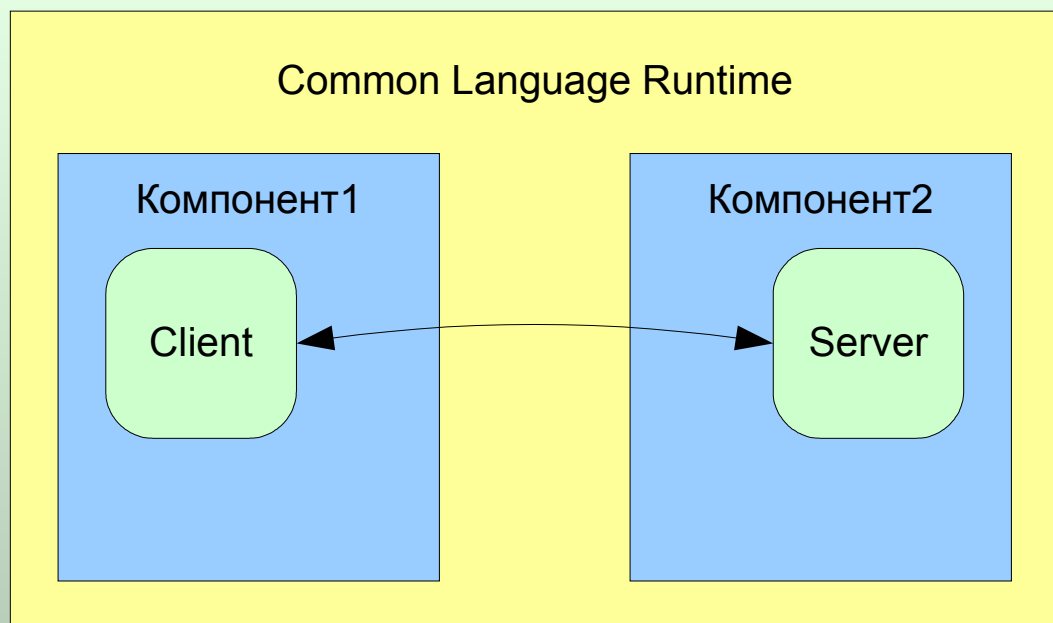 Common Language Runtime
Компонент1
Компонент2
Client
Server